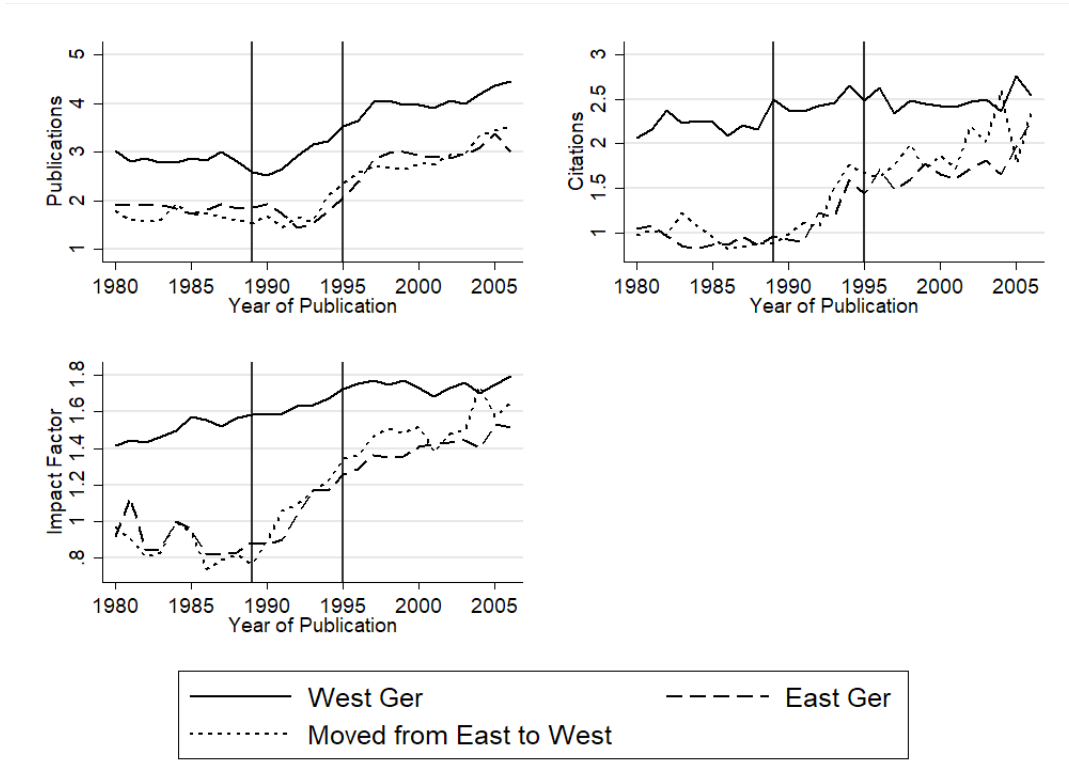 5
4
3
2
1
Publications
1980 1985 1990 1995 2000 2005
Year of Publication
3
2.5
2
1.5
1
Citations
1980 1985 1990 1995 2000 2005
Year of Publication
1.8
1.6
1.4
1.2
1
.8
Impact Factor
1980 1985 1990 1995 2000 2005
Year of Publication
West Ger East Ger
Moved from East to West